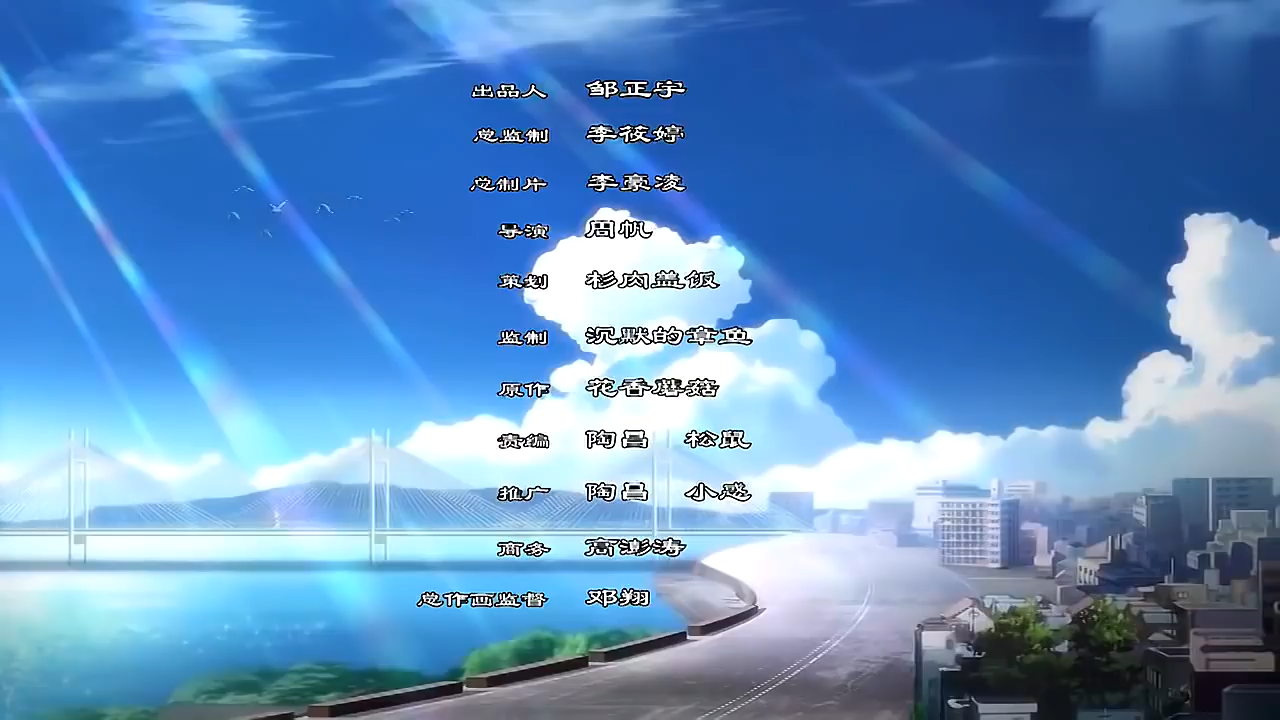 出品人 邹正宇
总监制 李筱婷
总制片 李豪凌
导演 周帆
策划 杉肉盖饭
监制 沉默的章鱼
原作 花香蘑菇
责编 陶昌 松鼠
推广 陶昌 小惑
商务 高澎涛
总作画监督 邓翔